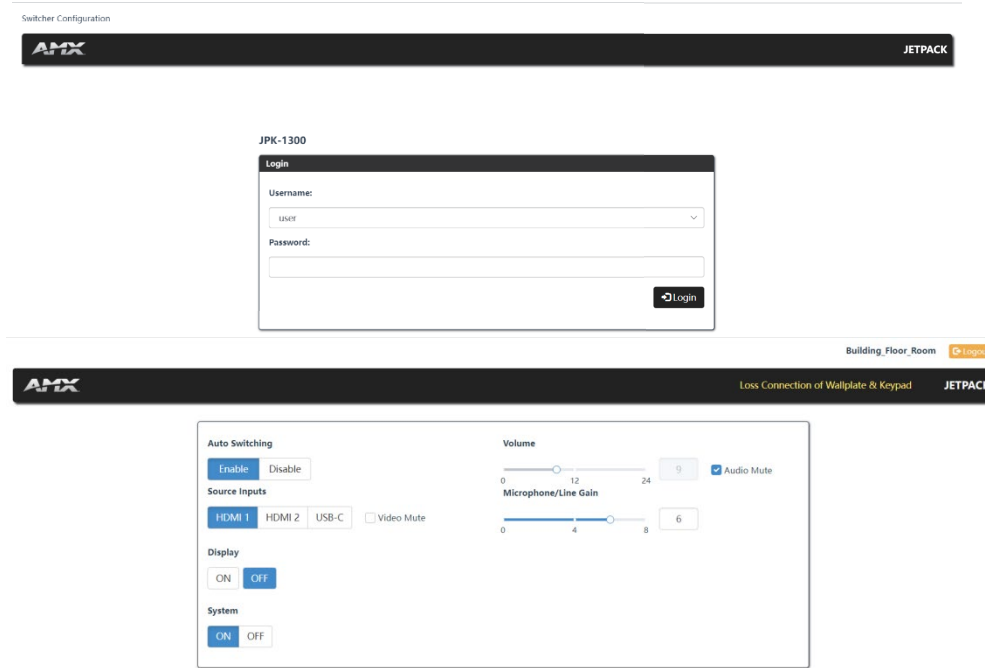 Switcher Configuration
AMX JETPACK
JPK-1300
Login
Username:
user
Password:
Login
Building_Floor_Room Logou
AMX Loss Connection of Wallplate & Keypad JETPACK
Auto Switching Volume
Enable Disable 9 Audio Mute
0 12 24
Source Inputs Microphone/Line Gain
HDMI 1 HDMI 2 USB-C Video Mute 6
0 4 8
Display
ON OFF
System
ON OFF